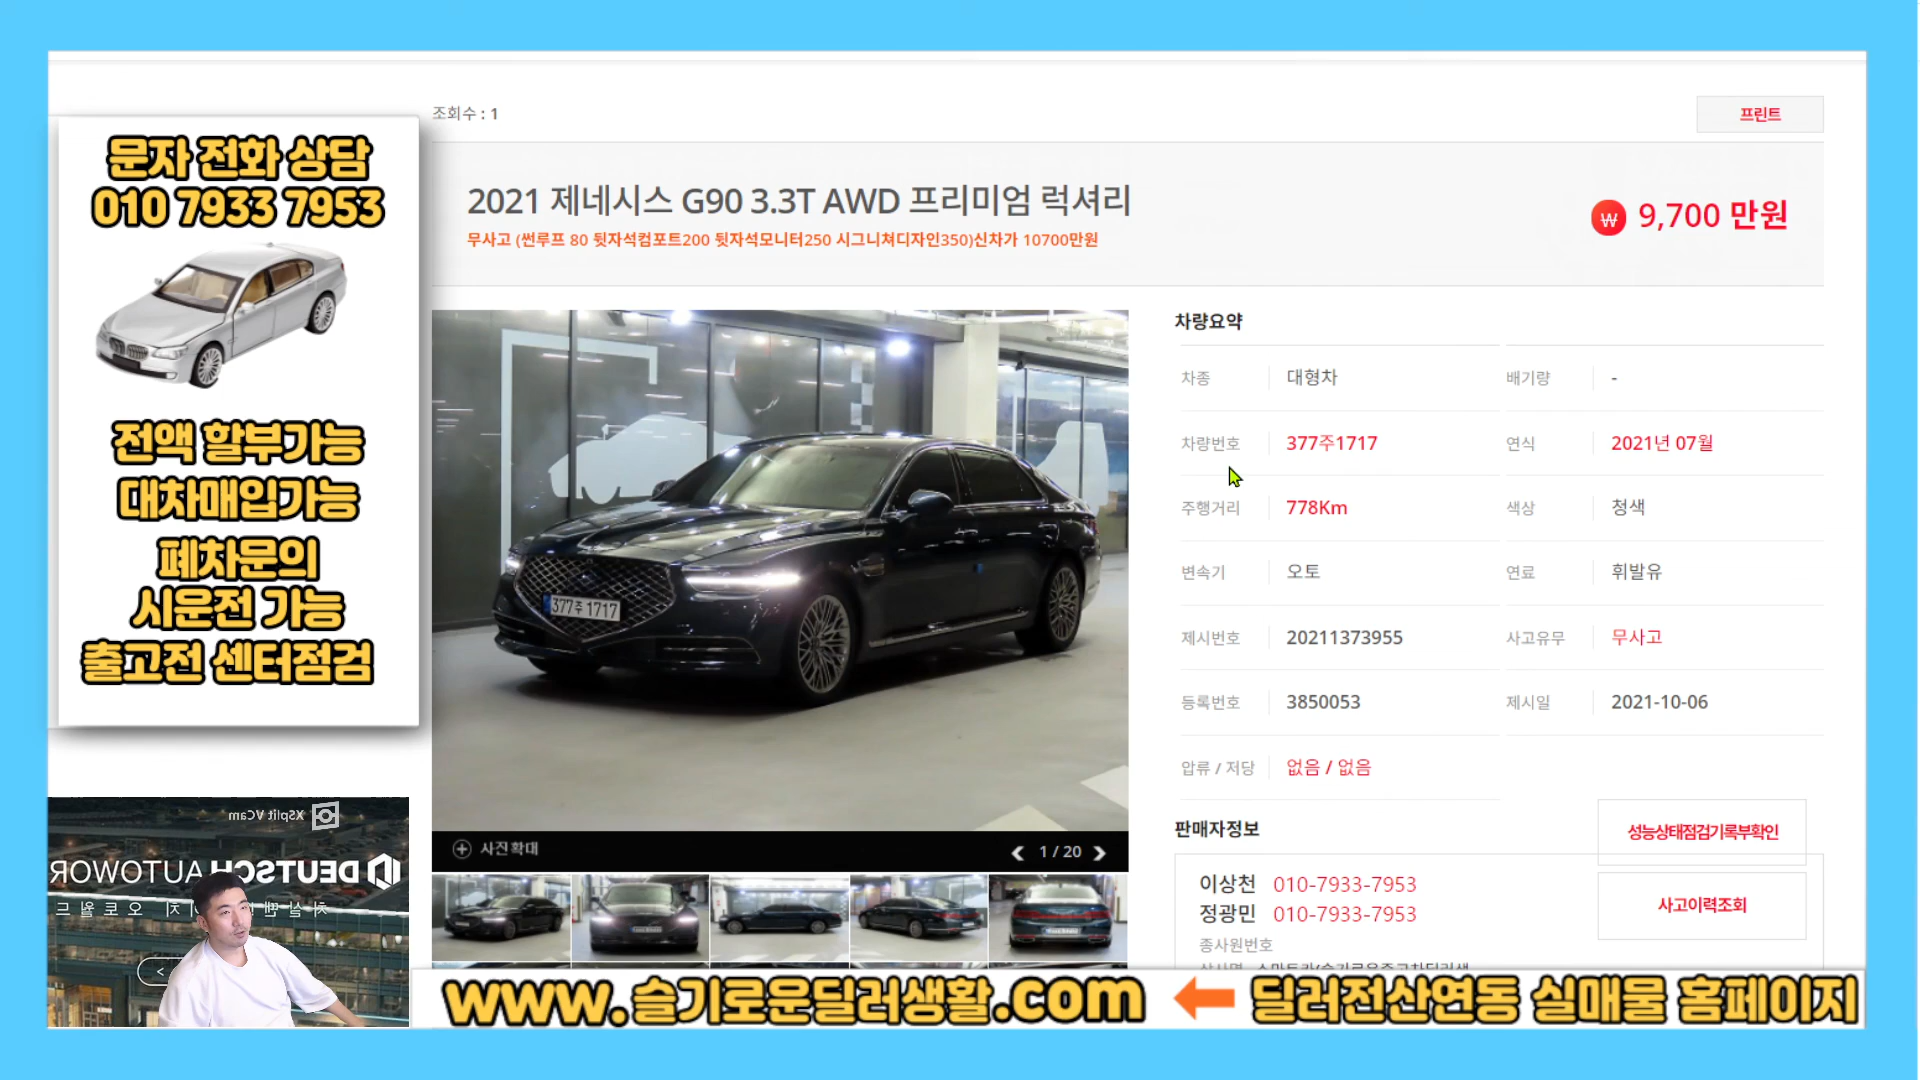 조회수 : 1
프린트
문자 전화 상담
010 7933 7953
전액 할부가능
대차매입가능
폐차문의
시운전 가능
출고전 센터점검
2021 제네시스 G90 3.3T AWD 프리미엄 럭셔리
무사고 (썬루프 80 뒷자석컴포트200 뒷자석모니터250 시그니쳐디자인350)신차가 10700만원
₩ 9,700 만원
377주 1717
사진확대
1 / 20
차량요약
차종 대형차 배기량 -
차량번호 377주1717 연식 2021년 07월
주행거리 778Km 색상 청색
변속기 오토 연료 휘발유
제시번호 20211373955 사고유무 무사고
등록번호 3850053 제시일 2021-10-06
압류 / 저당 없음 / 없음
판매자정보
성능상태점검기록부확인
사고이력조회
이상천 010-7933-7953
정광민 010-7933-7953
종사원번호
XSplit VCam
DEUTSCH AUTOWOR
www.슬기로운딜러생활.com
딜러전산연동 실매물 홈페이지